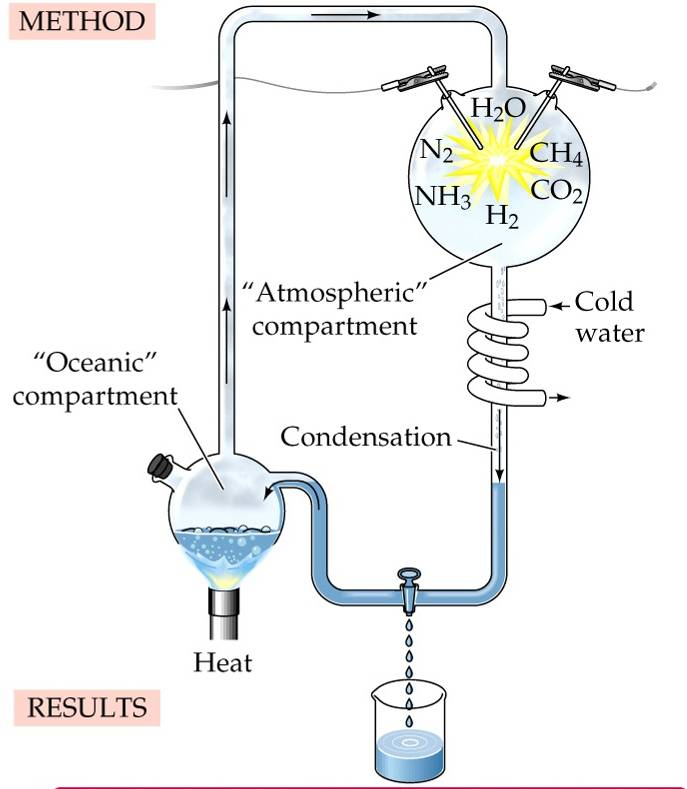 METHOD
H₂O
N₂
CH₄
NH₃
CO₂
H₂
“Atmospheric”
compartment
Cold
water
“Oceanic”
compartment
Condensation
Heat
RESULTS